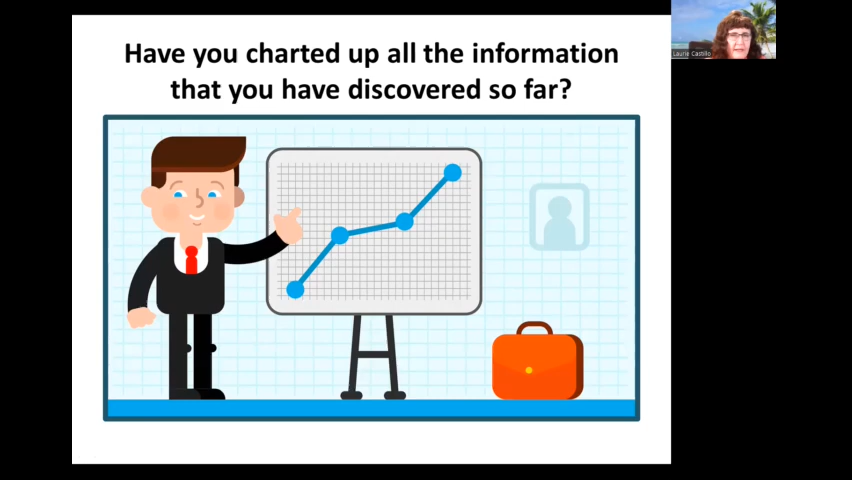 Have you charted up all the information
that you have discovered so far?
Laurie Castillo